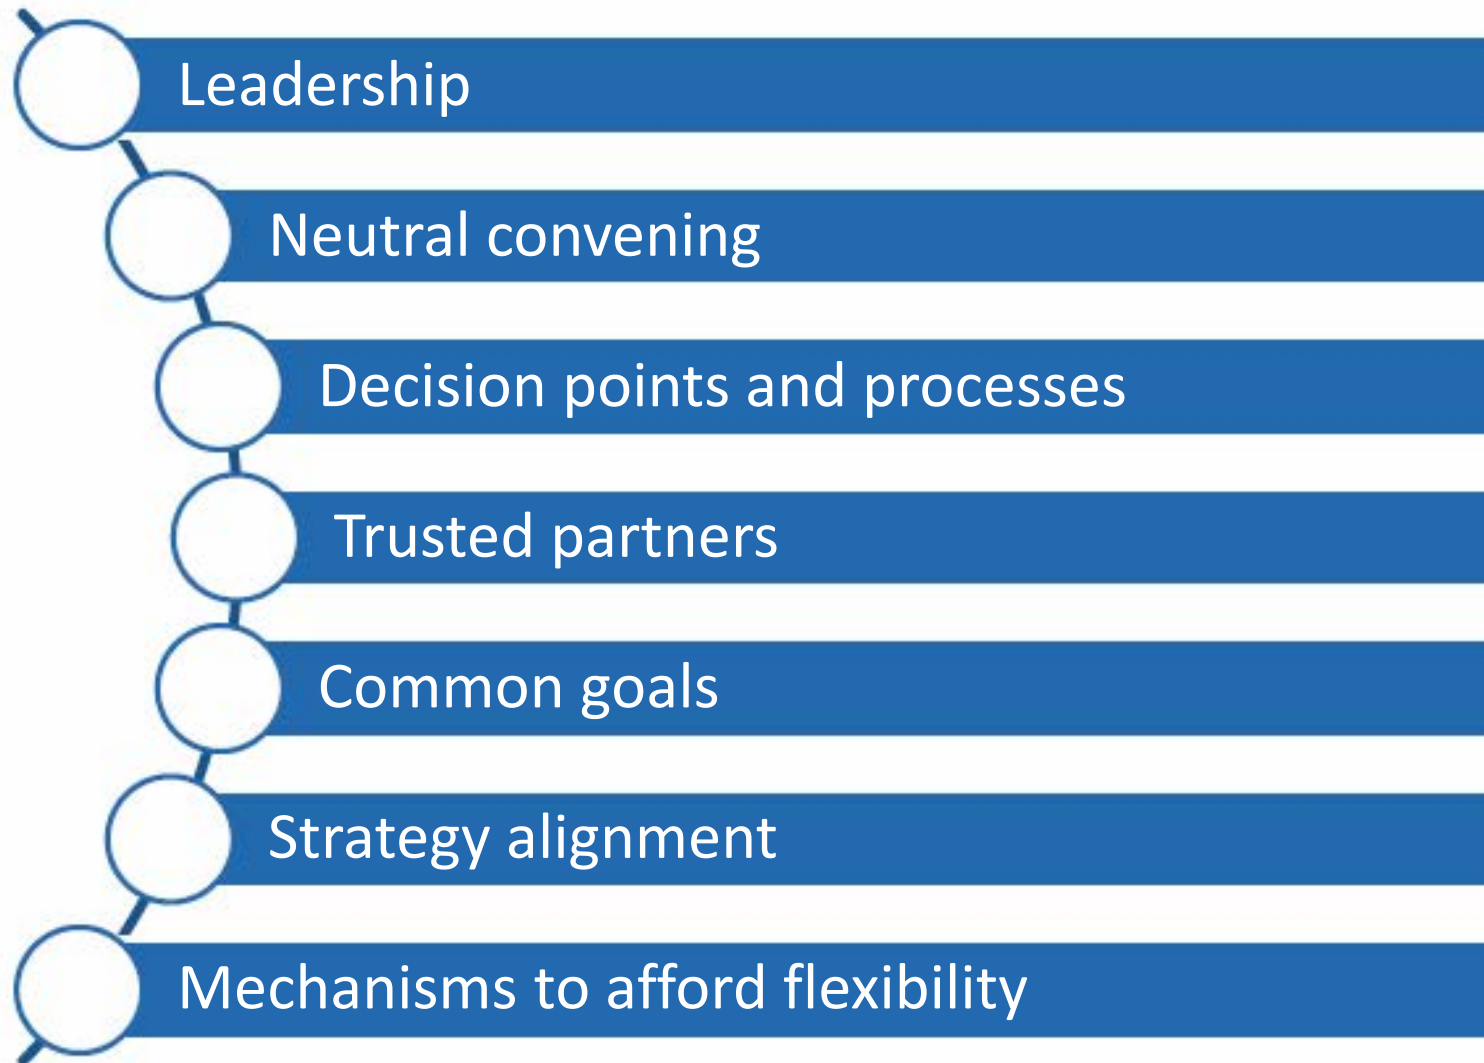 Leadership
Neutral convening
Decision points and processes
Trusted partners
Common goals
Strategy alignment
Mechanisms to afford flexibility